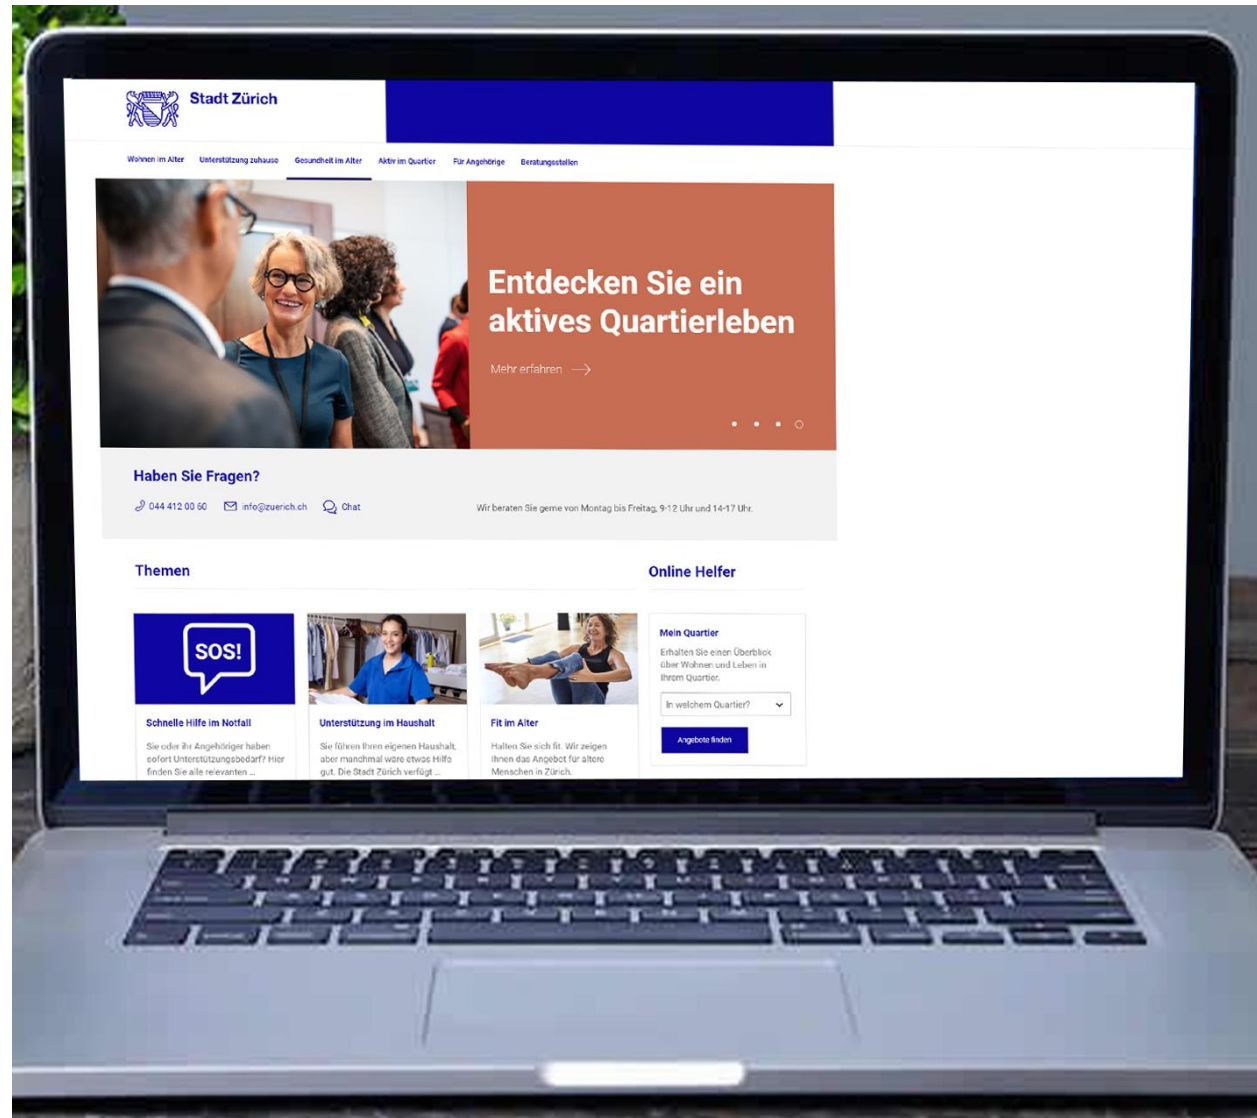 Stadt Zürich
Wohnen im Alter Unterstützung zuhause Gesundheit im Alter Aktiv im Quartier Für Angehörige Beratungsstellen
Entdecken Sie ein
aktives Quartierleben
Mehr erfahren
Haben Sie Fragen?
044 412 00 60 info@zuerich.ch Chat
Wir beraten Sie gerne von Montag bis Freitag, 9-12 Uhr und 14-17 Uhr.
Themen
SOS!
Schnelle Hilfe im Notfall
Sie oder ihr Angehöriger haben
sofort Unterstützungsbedarf? Hier
finden Sie alle relevanten ...
Unterstützung im Haushalt
Sie führen Ihren eigenen Haushalt,
aber manchmal wäre etwas Hilfe
gut. Die Stadt Zürich verfügt ...
Fit im Alter
Halten Sie sich fit. Wir zeigen
Ihnen das Angebot für ältere
Menschen in Zürich.
Online Helfer
Mein Quartier
Erhalten Sie einen Überblick
über Wohnen und Leben in
Ihrem Quartier.
In welchem Quartier?
Angebote finden